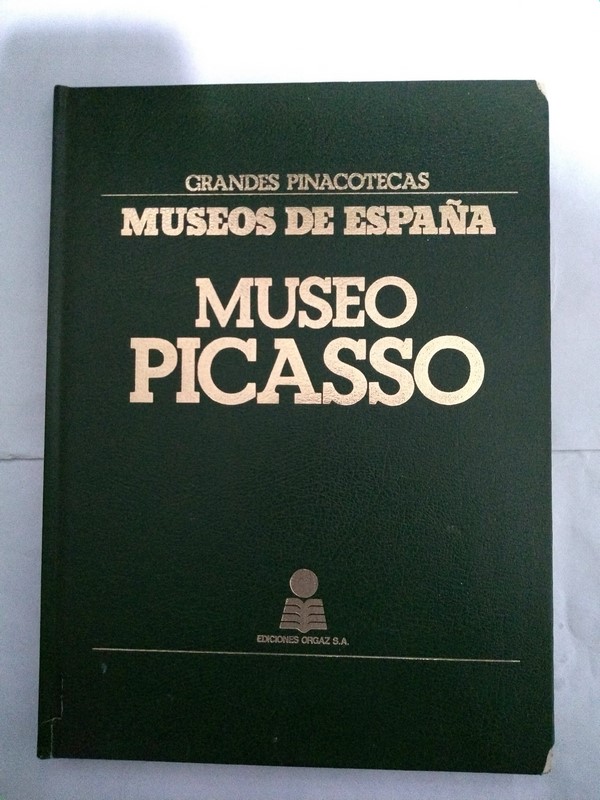 GRANDES PINACOTECAS
MUSEOS DE ESPAÑA
MUSEO
PICASSO
EDICIONES ORGAZ S.A.